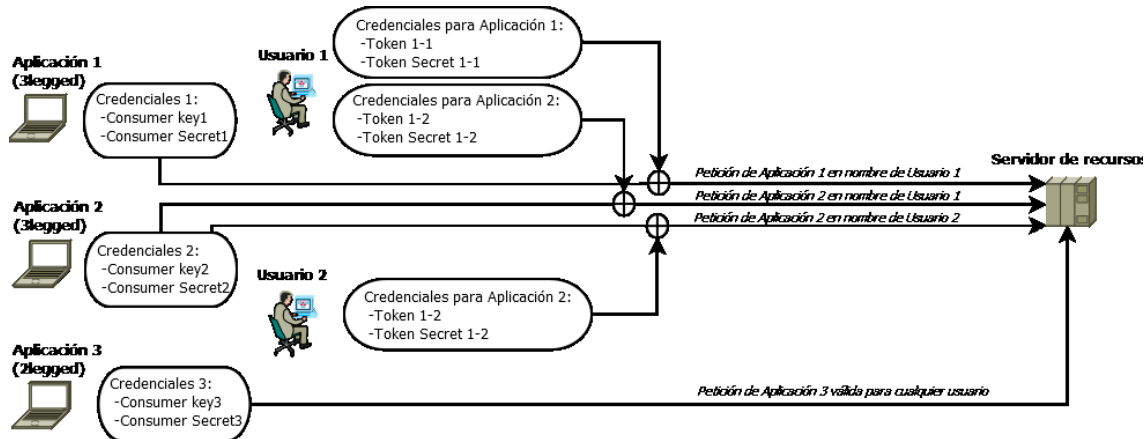 Credenciales para Aplicación 1:
-Token 1-1
-Token Secret 1-1
Usuario 1
Aplicación 1
(3legged)
Credenciales 1:
-Consumer key1
-Consumer Secret1
Credenciales para Aplicación 2:
-Token 1-2
-Token Secret 1-2
Servidor de recursos
Petición de Aplicación 1 en nombre de Usuario 1
Petición de Aplicación 2 en nombre de Usuario 1
Petición de Aplicación 2 en nombre de Usuario 2
Aplicación 2
(3legged)
Credenciales 2:
-Consumer key2
-Consumer Secret2
Usuario 2
Credenciales para Aplicación 2:
-Token 1-2
-Token Secret 1-2
Aplicación 3
(2legged)
Credenciales 3:
-Consumer key3
-Consumer Secret3
Petición de Aplicación 3 válida para cualquier usuario